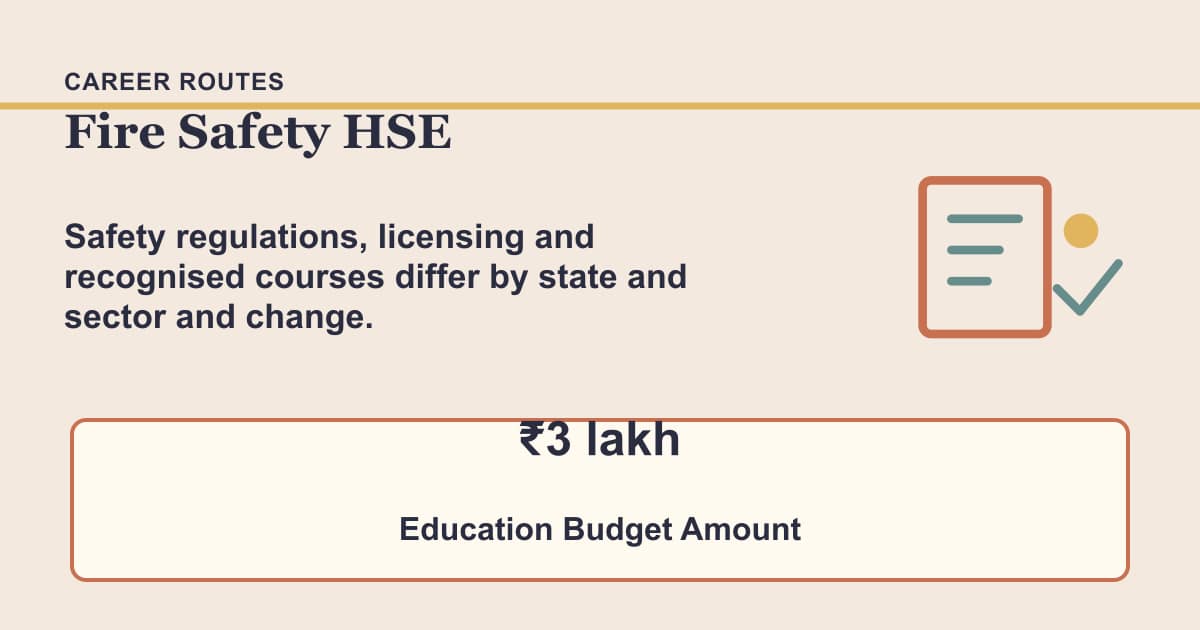 CAREER ROUTES
Fire Safety HSE
Safety regulations, licensing and
recognised courses differ by state and
sector and change.
₹3 lakh
Education Budget Amount